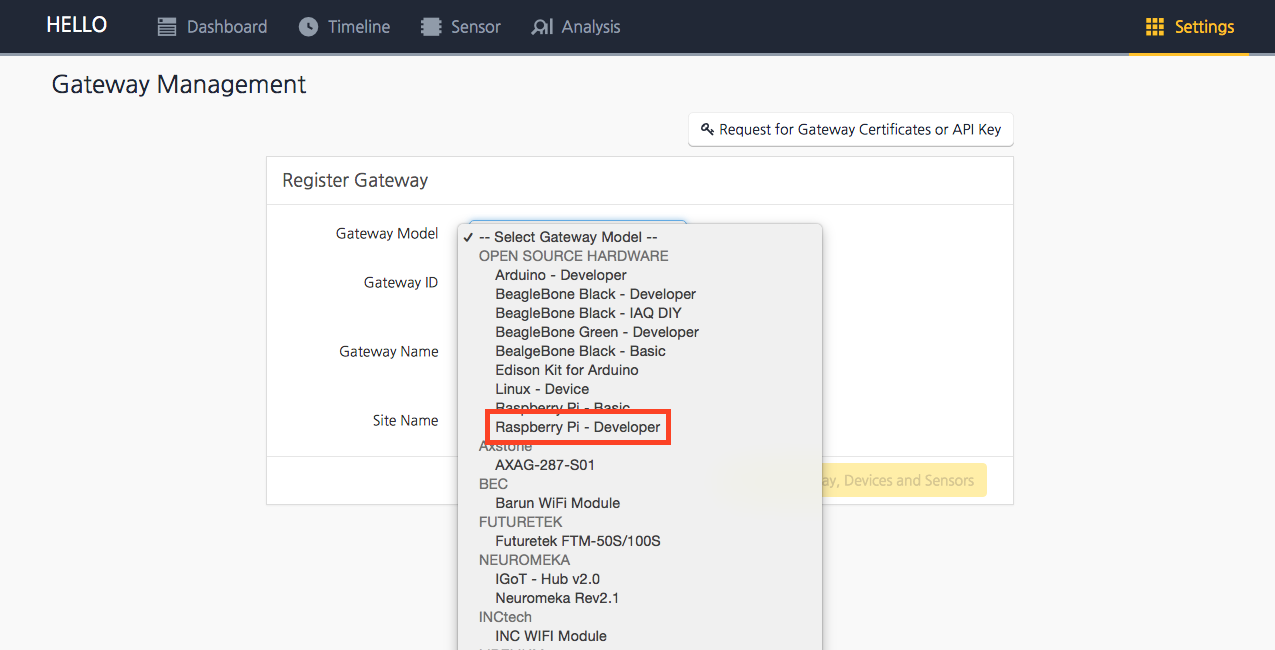 HELLO
Dashboard
Timeline
Sensor
Analysis
Settings
Gateway Management
Request for Gateway Certificates or API Key
Register Gateway
Gateway Model
Gateway ID
Gateway Name
Site Name
-- Select Gateway Model --
OPEN SOURCE HARDWARE
Arduino - Developer
BeagleBone Black - Developer
BeagleBone Black - IAQ DIY
BeagleBone Green - Developer
BealgeBone Black - Basic
Edison Kit for Arduino
Linux - Device
Raspberry Pi - Basic
Raspberry Pi - Developer
Axstone
AXAG-287-S01
BEC
Barun WiFi Module
FUTURETEK
Futuretek FTM-50S/100S
NEUROMEKA
IGoT - Hub v2.0
Neuromeka Rev2.1
INCtech
INC WIFI Module
ay, Devices and Sensors